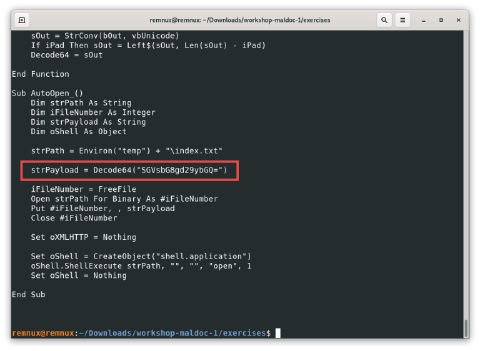 remnux@remnux: ~/Downloads/workshop-maldoc-1/exercises
sOut = StrConv(bOut, vbUnicode)
If iPad Then sOut = Left$(sOut, Len(sOut) - iPad)
Decode64 = sOut
End Function
Sub AutoOpen_()
Dim strPath As String
Dim iFileNumber As Integer
Dim strPayload As String
Dim oShell As Object
strPath = Environ("temp") + "\index.txt"
strPayload = Decode64("SGVsbG8gd29ybGQ=")
iFileNumber = FreeFile
Open strPath For Binary As #iFileNumber
Put #iFileNumber, , strPayload
Close #iFileNumber
Set oXMLHTTP = Nothing
Set oShell = CreateObject("shell.application")
oShell.ShellExecute strPath, "", "", "open", 1
Set oShell = Nothing
End Sub
remnux@remnux:~/Downloads/workshop-maldoc-1/exercises$